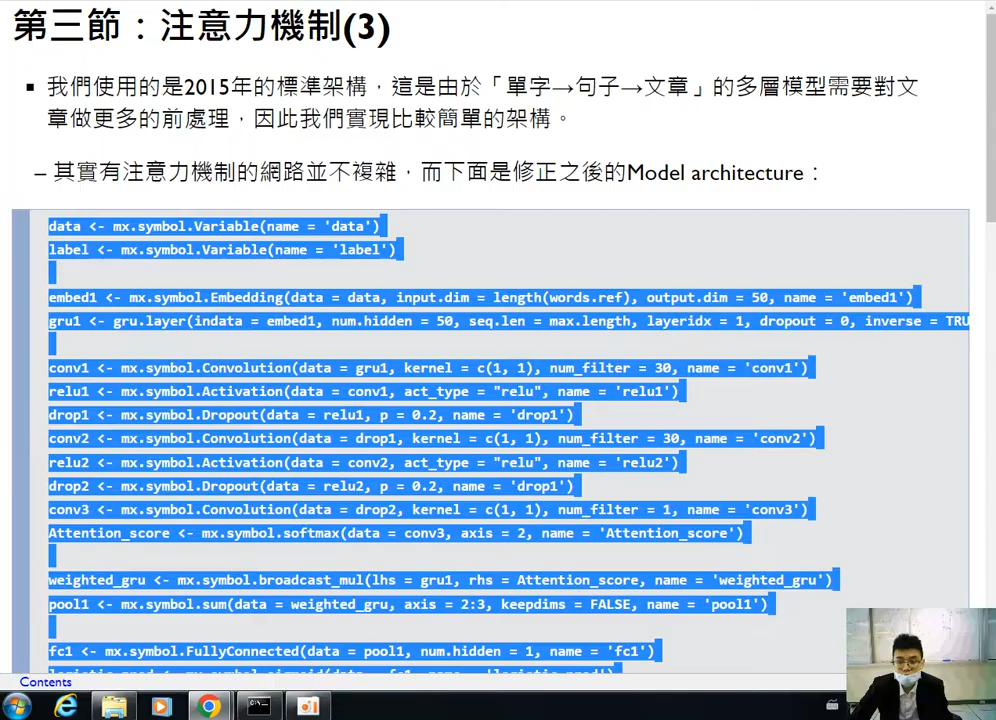 第三節：注意力機制(3)
▪ 我們使用的是2015年的標準架構，這是由於「單字→句子→文章」的多層模型需要對文
章做更多的前處理，因此我們實現比較簡單的架構。
– 其實有注意力機制的網路並不複雜，而下面是修正之後的Model architecture：
data <- mx.symbol.Variable(name = 'data')
label <- mx.symbol.Variable(name = 'label')
embed1 <- mx.symbol.Embedding(data = data, input.dim = length(words.ref), output.dim = 50, name = 'embed1')
gru1 <- gru.layer(indata = embed1, num.hidden = 50, seq.len = max.length, layeridx = 1, dropout = 0, inverse = TRU
conv1 <- mx.symbol.Convolution(data = gru1, kernel = c(1, 1), num_filter = 30, name = 'conv1')
relu1 <- mx.symbol.Activation(data = conv1, act_type = "relu", name = 'relu1')
drop1 <- mx.symbol.Dropout(data = relu1, p = 0.2, name = 'drop1')
conv2 <- mx.symbol.Convolution(data = drop1, kernel = c(1, 1), num_filter = 30, name = 'conv2')
relu2 <- mx.symbol.Activation(data = conv2, act_type = "relu", name = 'relu2')
drop2 <- mx.symbol.Dropout(data = relu2, p = 0.2, name = 'drop1')
conv3 <- mx.symbol.Convolution(data = drop2, kernel = c(1, 1), num_filter = 1, name = 'conv3')
Attention_score <- mx.symbol.softmax(data = conv3, axis = 2, name = 'Attention_score')
weighted_gru <- mx.symbol.broadcast_mul(lhs = gru1, rhs = Attention_score, name = 'weighted_gru')
pool1 <- mx.symbol.sum(data = weighted_gru, axis = 2:3, keepdims = FALSE, name = 'pool1')
fc1 <- mx.symbol.FullyConnected(data = pool1, num.hidden = 1, name = 'fc1')
Contents